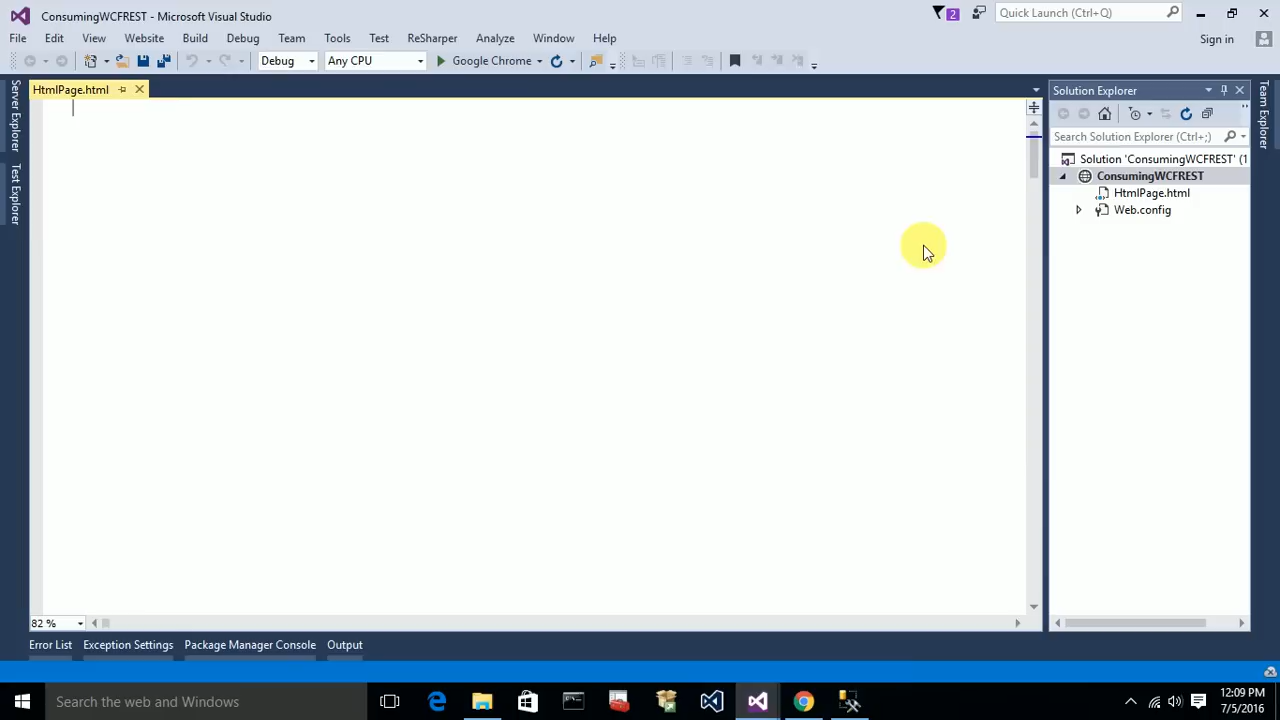 ConsumingWCFREST - Microsoft Visual Studio
2
Quick Launch (Ctrl+Q)
File Edit View Website Build Debug Team Tools Test ReSharper Analyze Window Help
Sign in
Debug Any CPU Google Chrome
HtmlPage.html
Server Explorer
Test Explorer
Solution Explorer
Search Solution Explorer (Ctrl+;)
Solution 'ConsumingWCFREST' (1
ConsumingWCFREST
HtmlPage.html
Web.config
Team Explorer
82 %
Error List Exception Settings Package Manager Console Output
Search the web and Windows
12:09 PM
7/5/2016